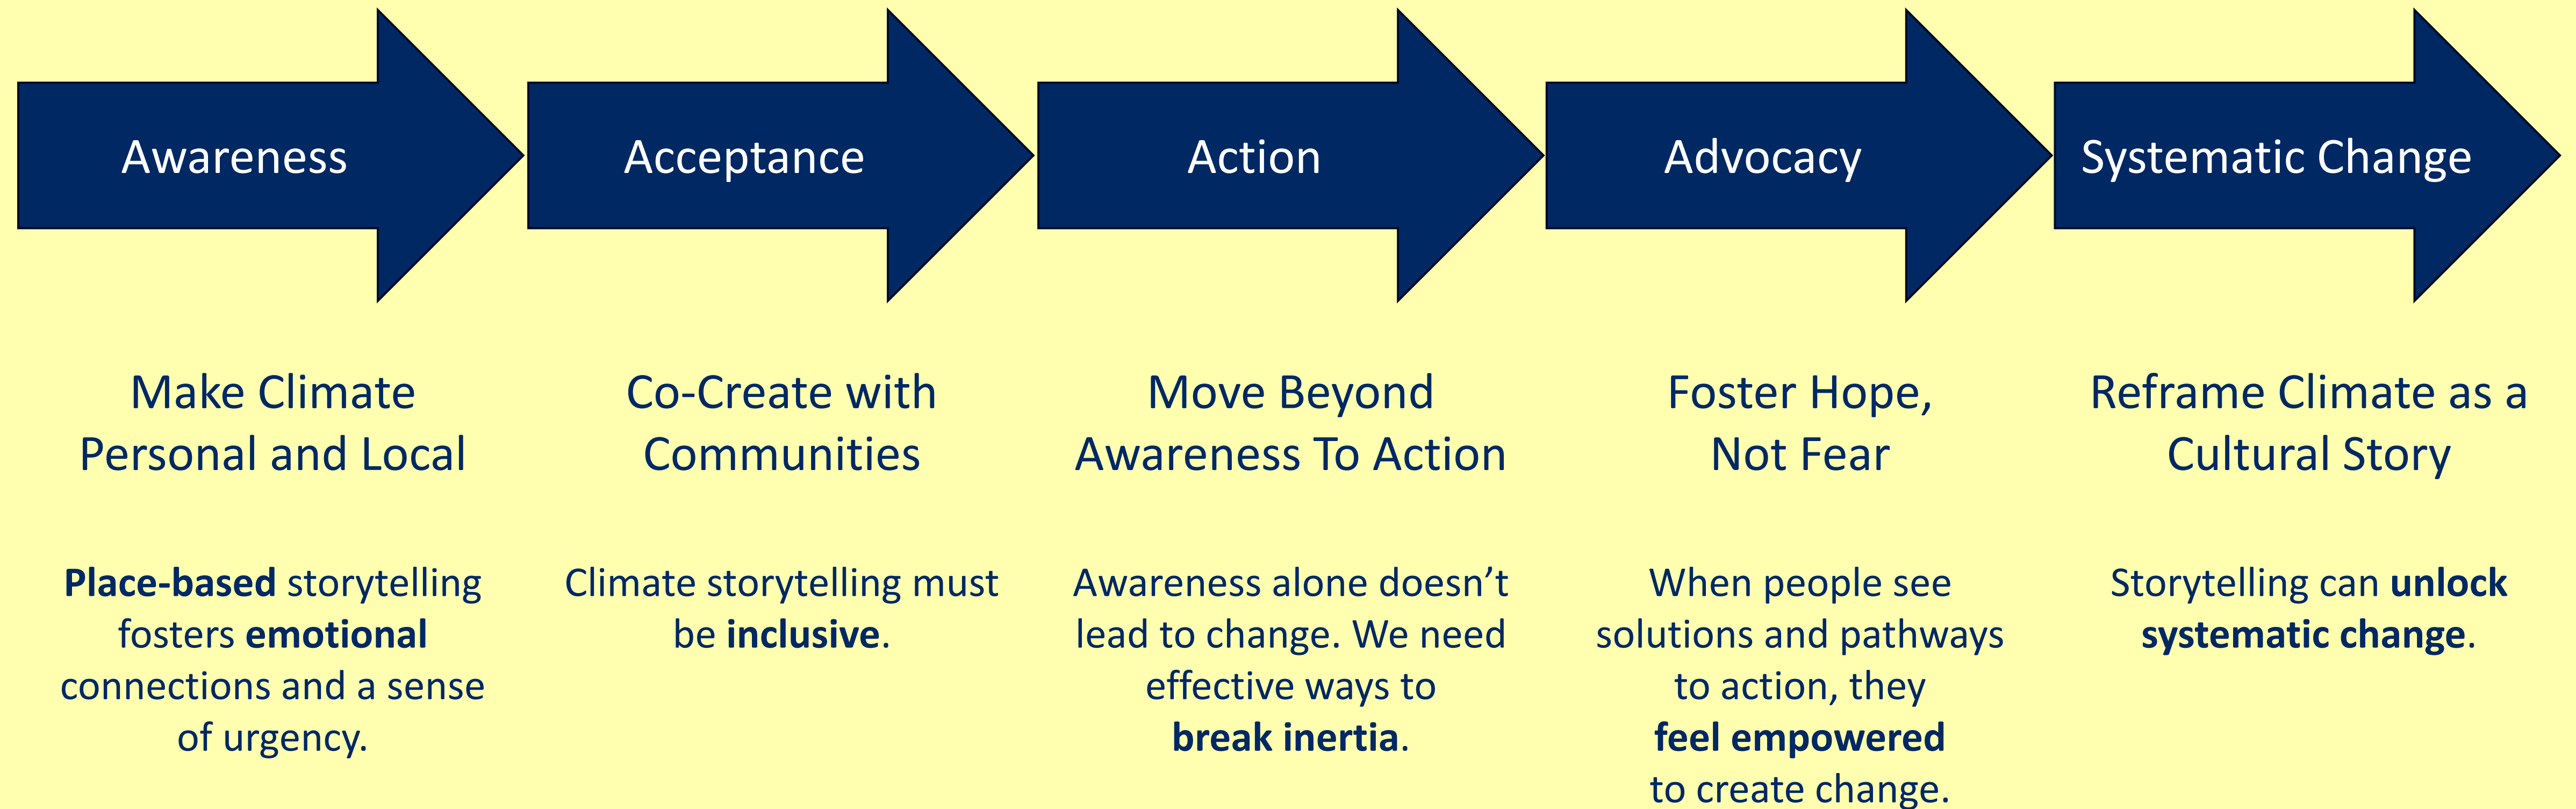 Awareness
Acceptance
Action
Advocacy
Systematic Change
Make Climate
Personal and Local
Co-Create with
Communities
Move Beyond
Awareness To Action
Foster Hope,
Not Fear
Reframe Climate as a
Cultural Story
Place-based storytelling
fosters emotional
connections and a sense
of urgency.
Climate storytelling must
be inclusive.
Awareness alone doesn’t
lead to change. We need
effective ways to
break inertia.
When people see
solutions and pathways
to action, they
feel empowered
to create change.
Storytelling can unlock
systematic change.